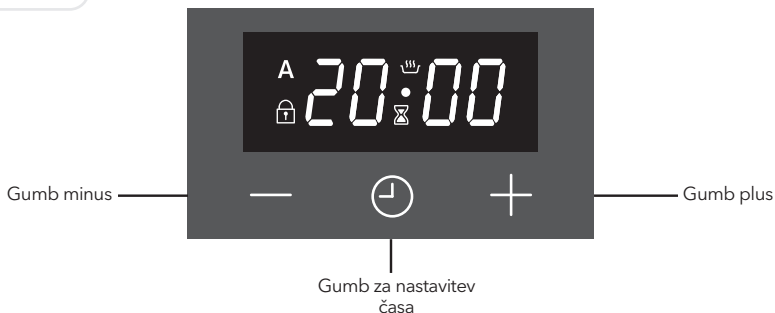 A 20:00
Gumb minus
Gumb plus
Gumb za nastavitev
časa